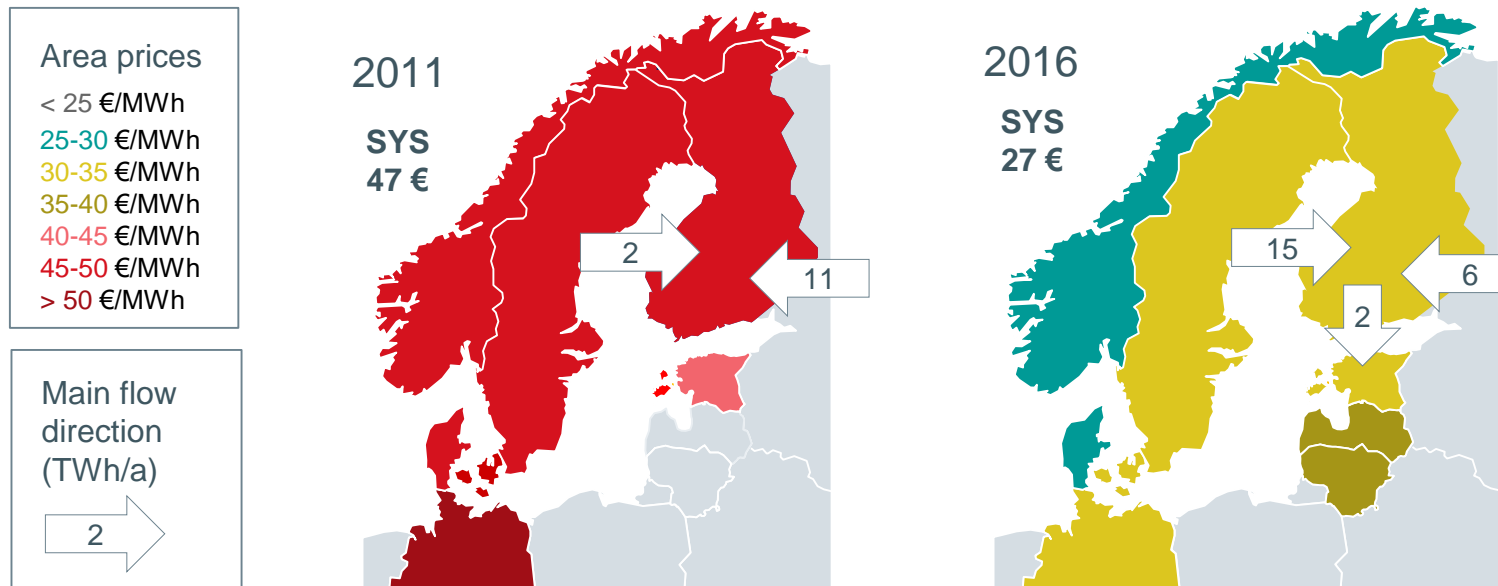 Area prices
< 25 €/MWh
25-30 €/MWh
30-35 €/MWh
35-40 €/MWh
40-45 €/MWh
45-50 €/MWh
> 50 €/MWh
Main flow
direction
(TWh/a)
2
2011
SYS
47 €
2
11
2016
SYS
27 €
15
6
2